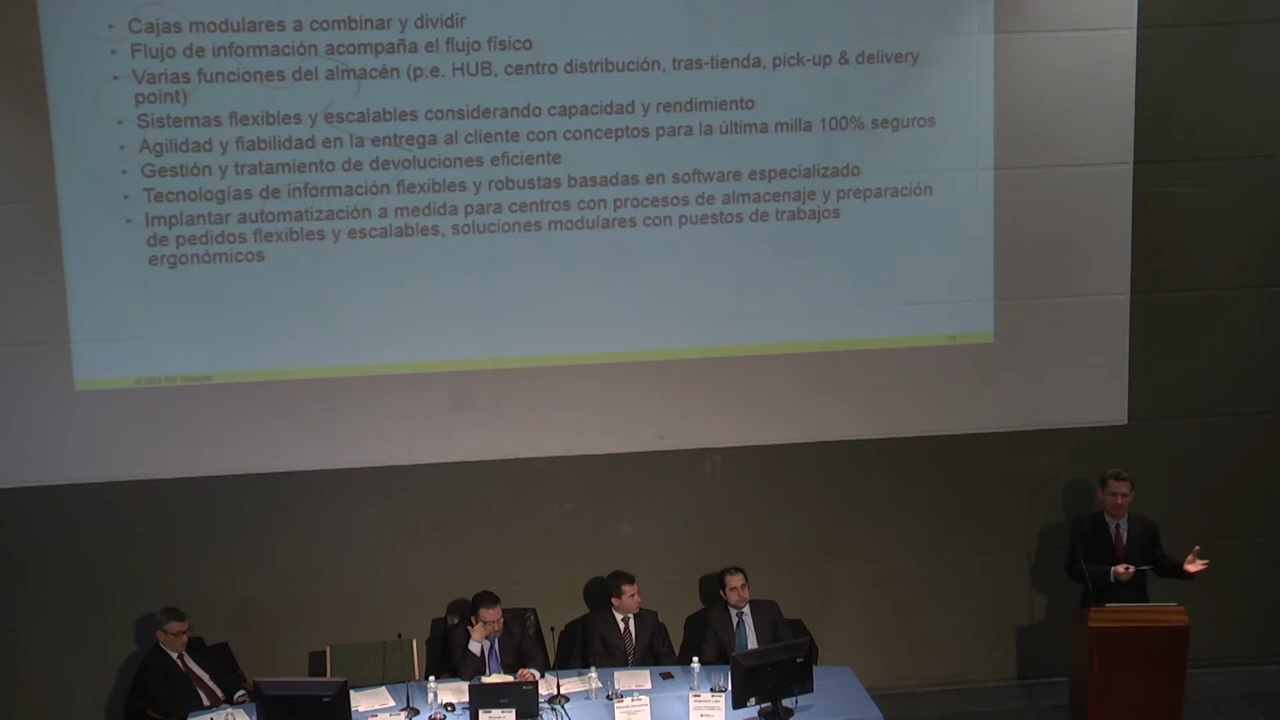 • Cajas modulares a combinar y dividir
• Flujo de información acompaña el flujo físico
• Varias funciones del almacén (p.e. HUB, centro distribución, tras-tienda, pick-up & delivery
point)
• Sistemas flexibles y escalables considerando capacidad y rendimiento
• Agilidad y fiabilidad en la entrega al cliente con conceptos para la última milla 100% seguros
• Gestión y tratamiento de devoluciones eficiente
• Tecnologías de información flexibles y robustas basadas en software especializado
• Implantar automatización a medida para centros con procesos de almacenaje y preparación
de pedidos flexibles y escalables, soluciones modulares con puestos de trabajos
ergonómicos